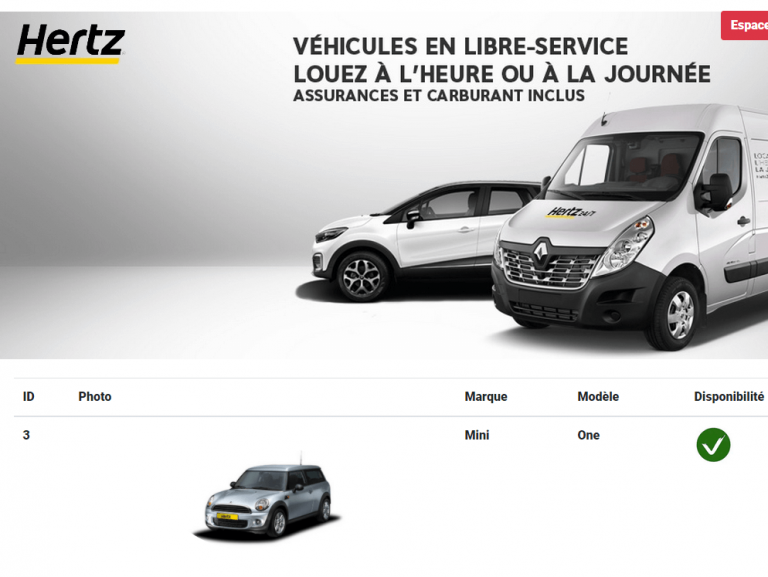 Hertz
Espace
VÉHICULES EN LIBRE-SERVICE
LOUEZ À L'HEURE OU À LA JOURNÉE
ASSURANCES ET CARBURANT INCLUS
Hertz 24/7
ID Photo Marque Modèle Disponibilité
3 Mini One